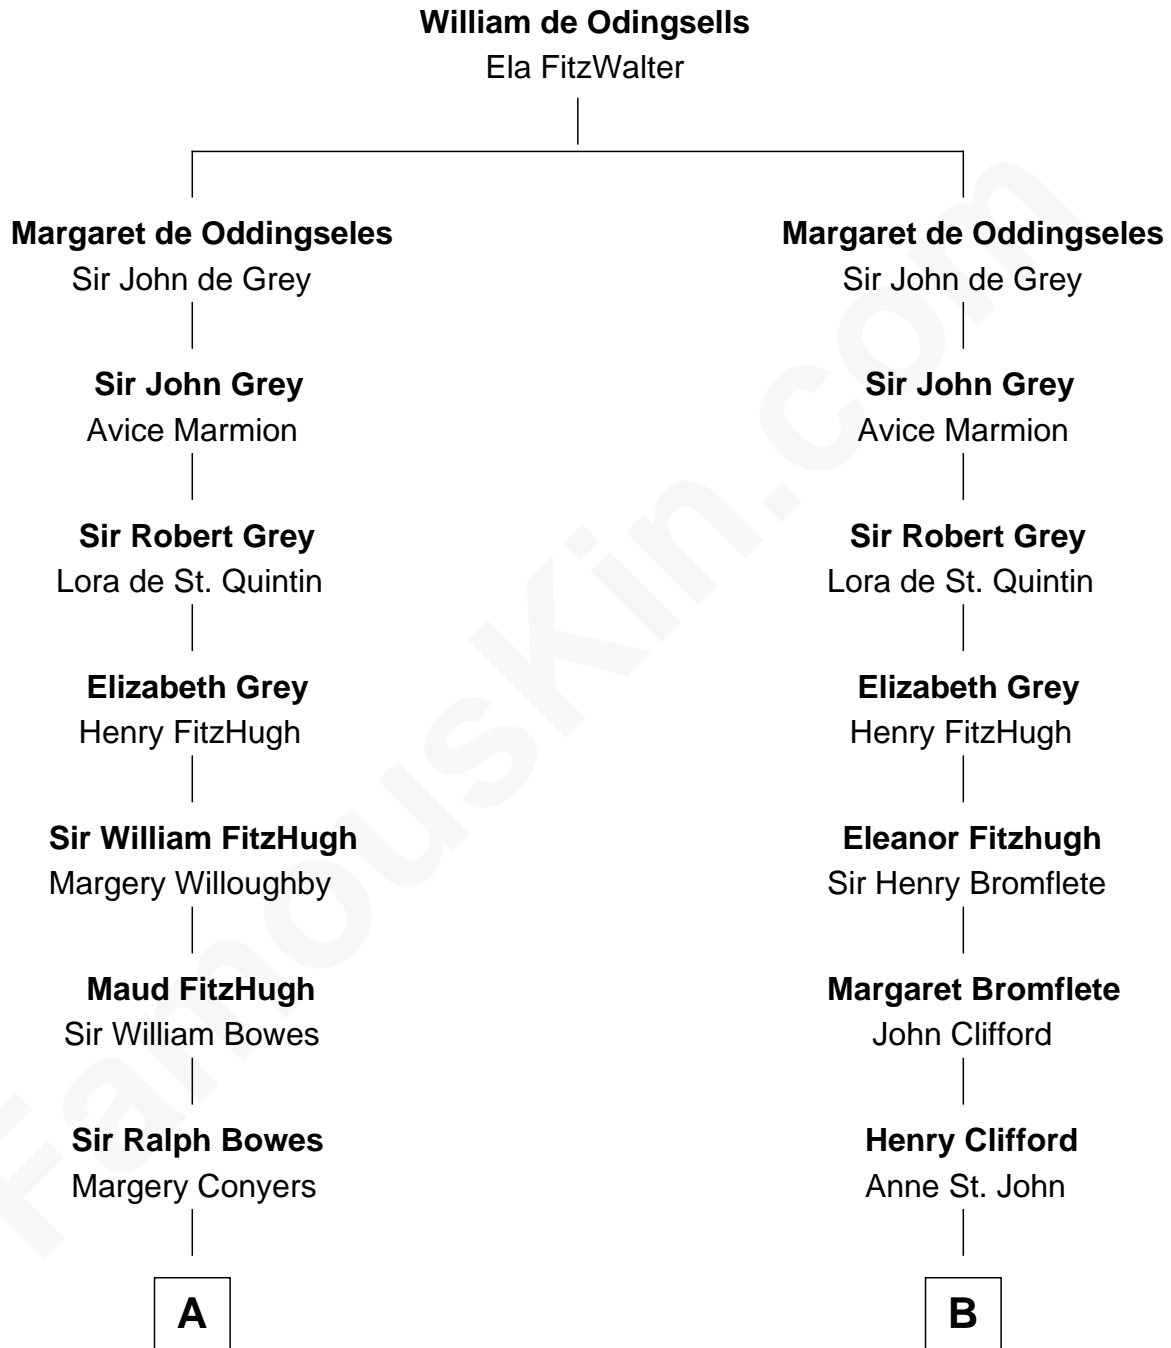 William de Odingsells
Ela FitzWalter
Margaret de Oddingseles
Sir John de Grey
Margaret de Oddingseles
Sir John de Grey
Sir John Grey
Avice Marmion
Sir John Grey
Avice Marmion
Sir Robert Grey
Lora de St. Quintin
Sir Robert Grey
Lora de St. Quintin
Elizabeth Grey
Henry FitzHugh
Elizabeth Grey
Henry FitzHugh
Sir William FitzHugh
Margery Willoughby
Eleanor Fitzhugh
Sir Henry Bromflete
Maud FitzHugh
Sir William Bowes
Margaret Bromflete
John Clifford
Sir Ralph Bowes
Margery Conyers
Henry Clifford
Anne St. John
A
B
FamousKin.com